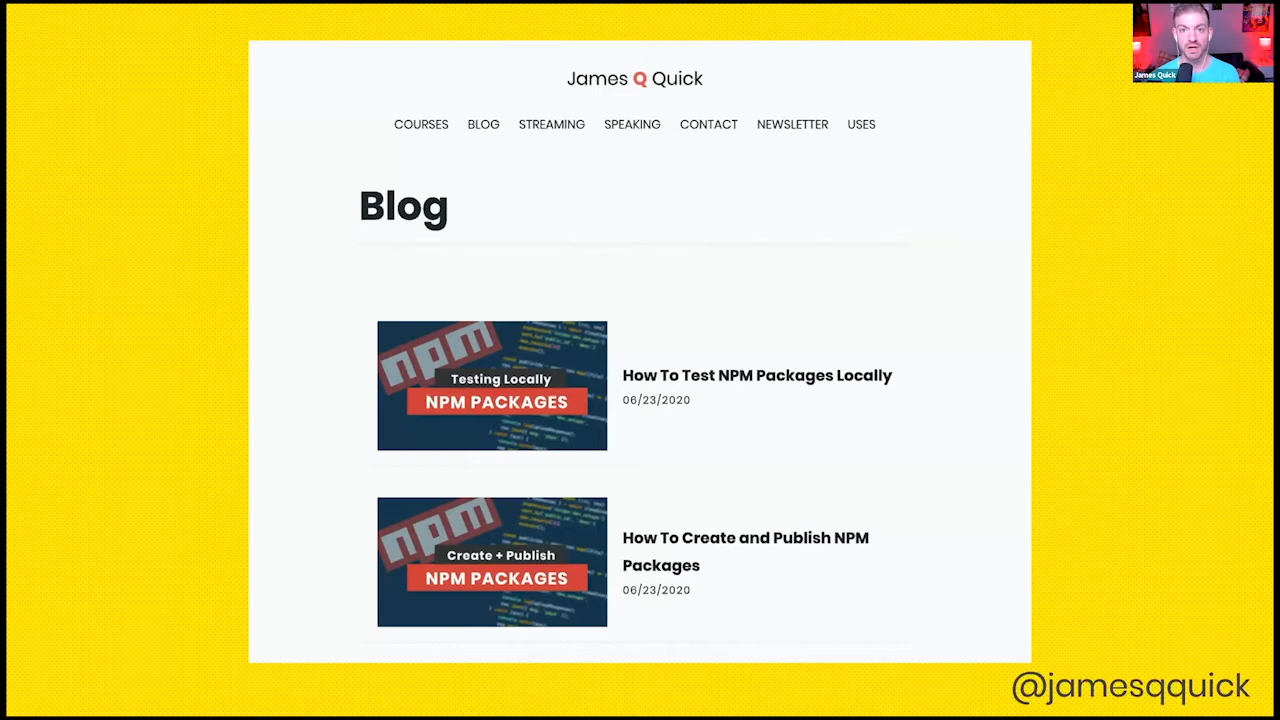 James Quick
James Q Quick
COURSES BLOG STREAMING SPEAKING CONTACT NEWSLETTER USES
Blog
npm
Testing Locally
NPM PACKAGES
How To Test NPM Packages Locally
06/23/2020
npm
Create + Publish
NPM PACKAGES
How To Create and Publish NPM
Packages
06/23/2020
@jamesqquick